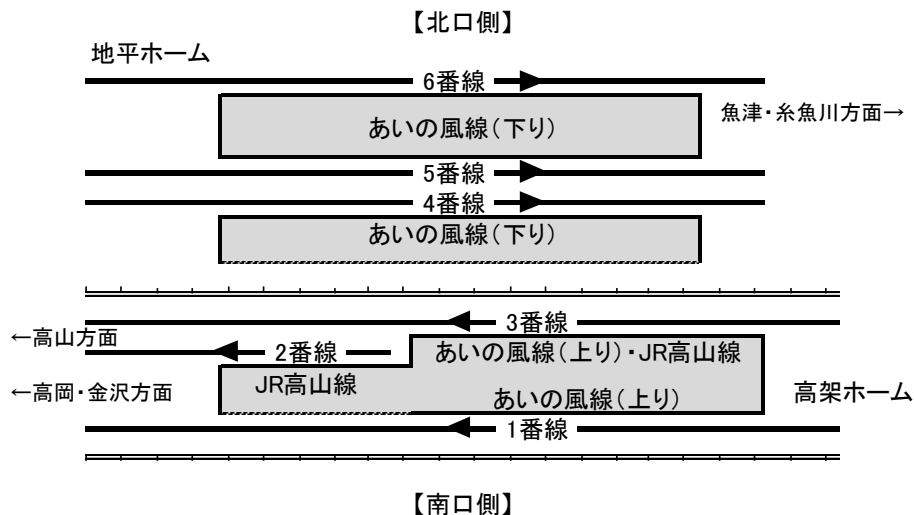 【北口側】
地平ホーム
6番線
あいの風線(下り)
魚津・糸魚川方面→
5番線
4番線
あいの風線(下り)
3番線
←高山方面
2番線
あいの風線(上り)・JR高山線
JR高山線
←高岡・金沢方面
あいの風線(上り)
高架ホーム
1番線
【南口側】